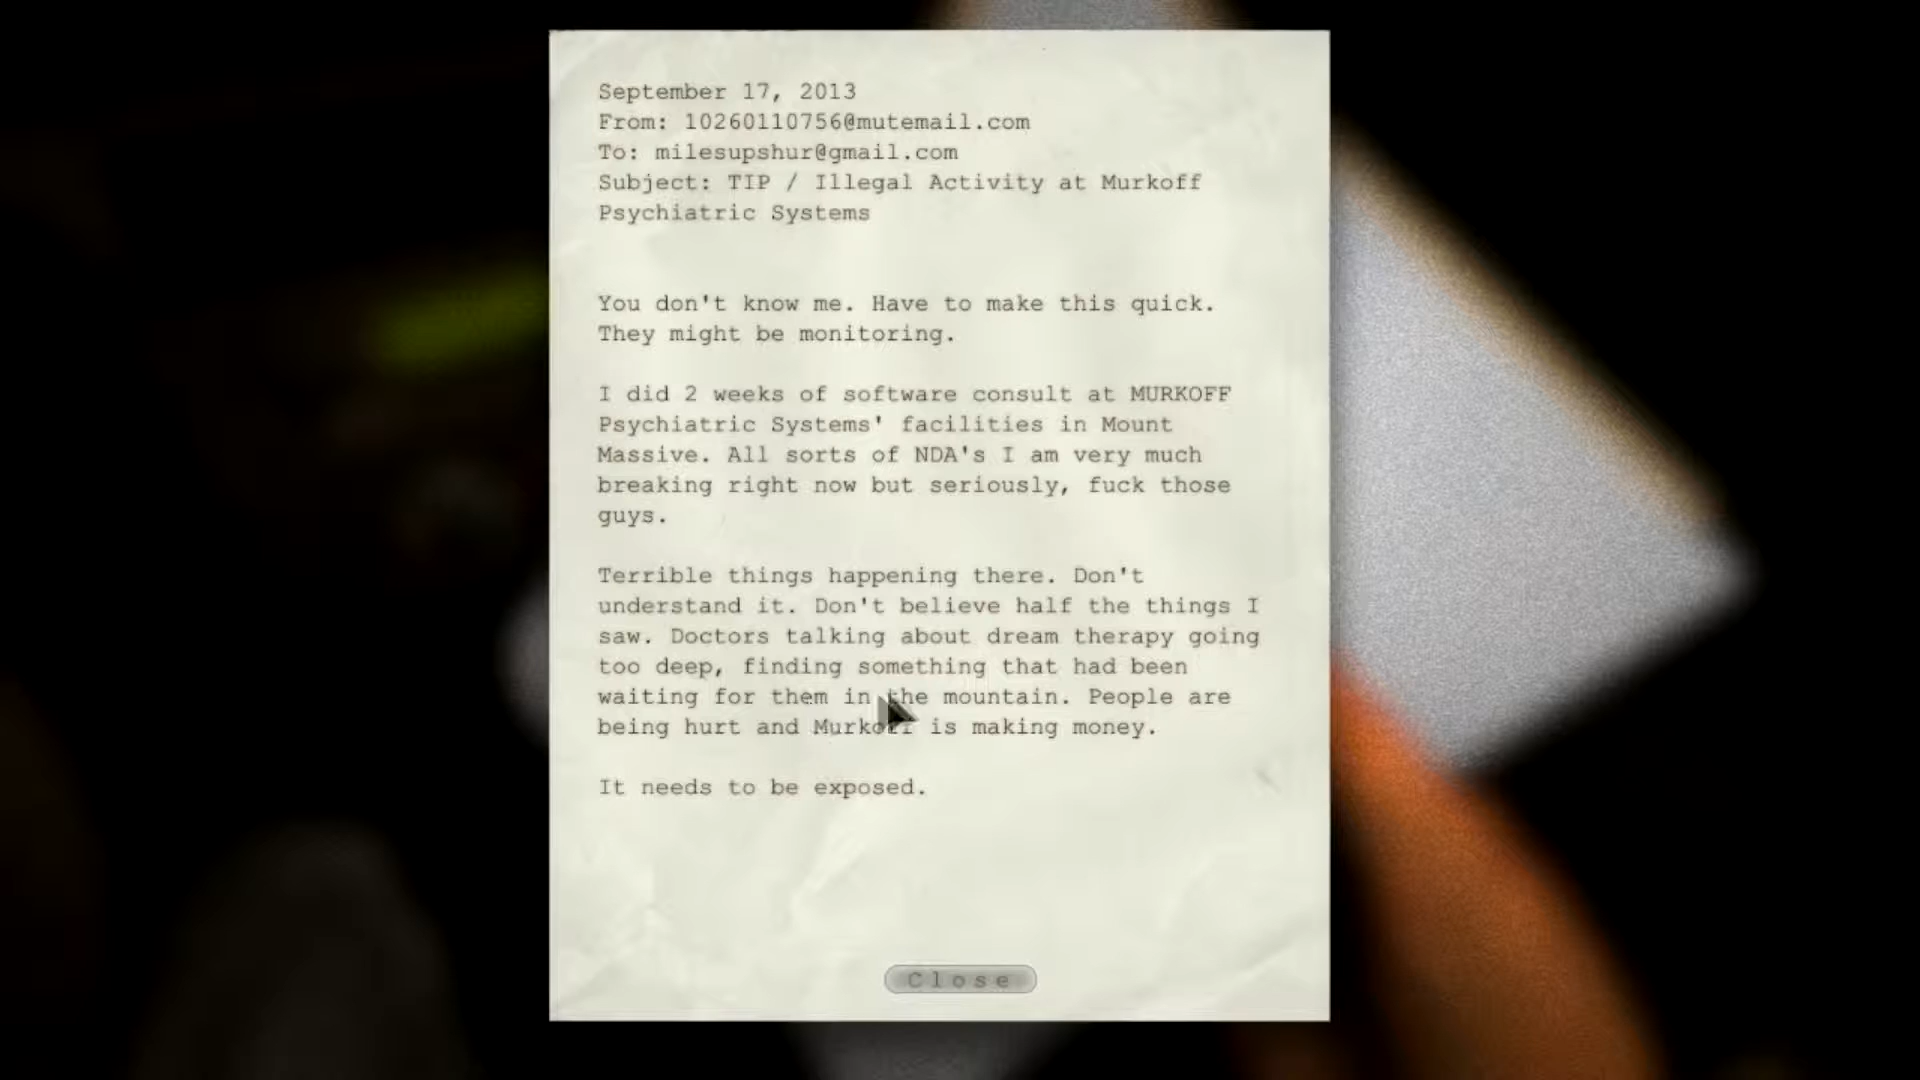 September 17, 2013
From: 10260110756@mutemail.com
To: milesupshur@gmail.com
Subject: TIP / Illegal Activity at Murkoff
Psychiatric Systems
You don't know me. Have to make this quick.
They might be monitoring.
I did 2 weeks of software consult at MURKOFF
Psychiatric Systems' facilities in Mount
Massive. All sorts of NDA's I am very much
breaking right now but seriously, fuck those
guys.
Terrible things happening there. Don't
understand it. Don't believe half the things I
saw. Doctors talking about dream therapy going
too deep, finding something that had been
waiting for them in the mountain. People are
being hurt and Murkoff is making money.
It needs to be exposed.
Close